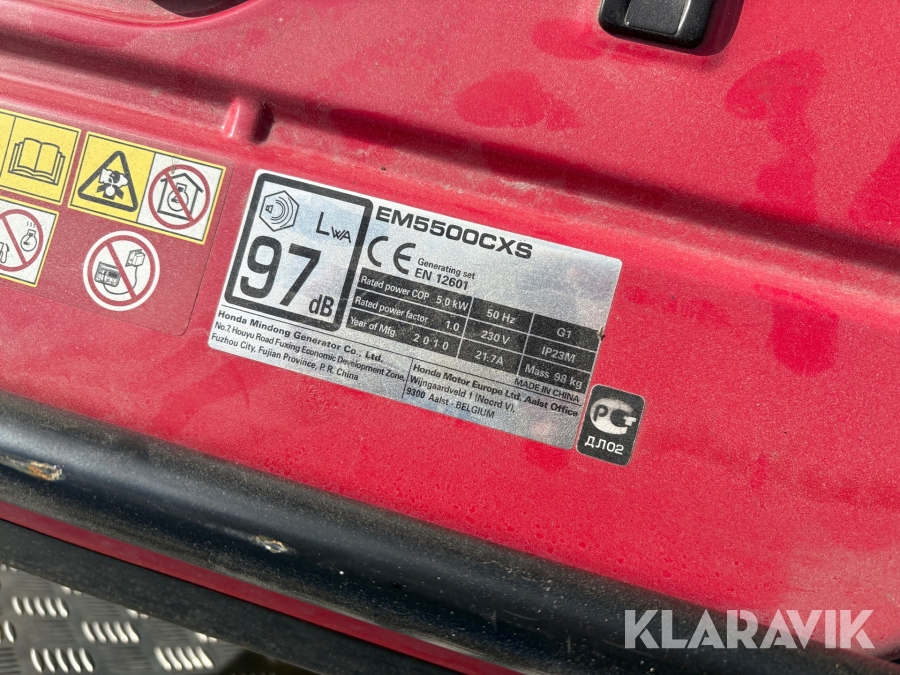 LWA
97
dB
EM5500CXS
CE
Generating set
EN 12601
Rated power COP 5.0 kW 50 Hz G1
Rated power factor 1.0 230 V IP23M
Year of Mfg. 2010 21.7A Mass 98 kg
MADE IN CHINA
Honda Mindong Generator Co., Ltd.
No.7, Houyu Road Fuxing Economic Development Zone,
Fuzhou City, Fujian Province, P. R. China
Honda Motor Europe Ltd. Aalst Office
Wijngaardveld 1 (Noord V),
9300 Aalst - BELGIUM
РСТ
ДЛ02
KLARAVIK